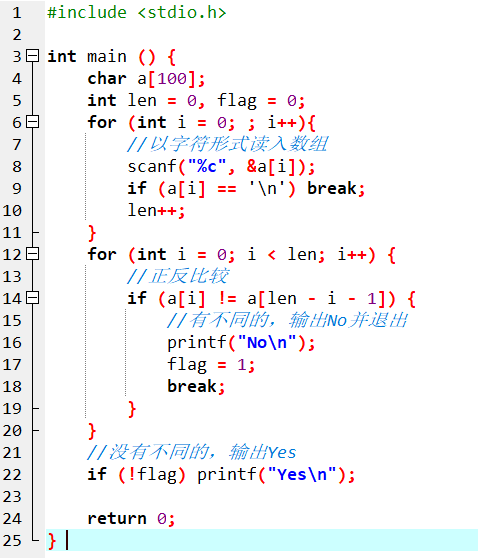 1 #include <stdio.h>
2
3 int main () {
4     char a[100];
5     int len = 0, flag = 0;
6     for (int i = 0; ; i++){
7         //以字符形式读入数组
8         scanf("%c", &a[i]);
9         if (a[i] == '\n') break;
10         len++;
11     }
12     for (int i = 0; i < len; i++) {
13         //正反比较
14         if (a[i] != a[len - i - 1]) {
15             //有不同的，输出No并退出
16             printf("No\n");
17             flag = 1;
18             break;
19         }
20     }
21     //没有不同的，输出Yes
22     if (!flag) printf("Yes\n");
23
24     return 0;
25 }